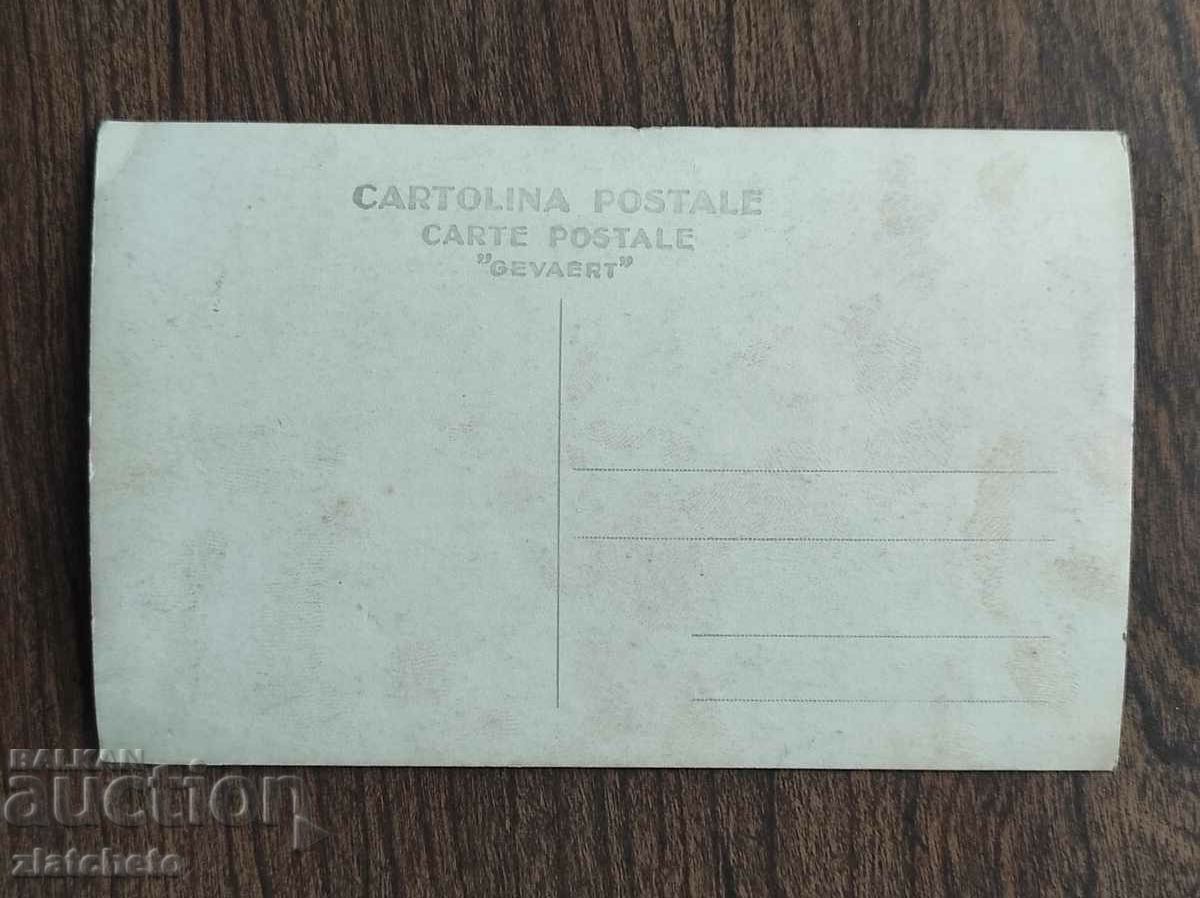 CARTOLINA POSTALE
CARTE POSTALE
"GEVAERT"
BALKAN
auction
zlatcheto